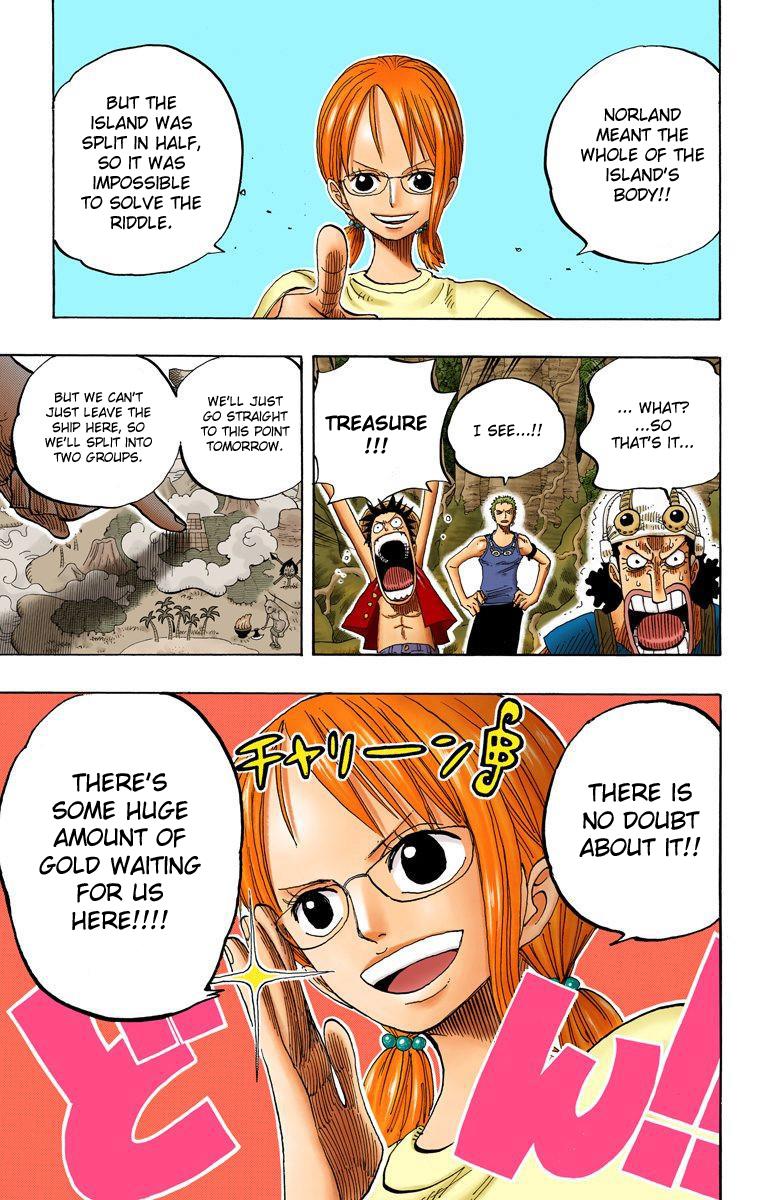 NORLAND
MEANT THE
WHOLE OF THE
ISLAND'S
BODY!!
BUT THE
ISLAND WAS
SPLIT IN HALF,
SO IT WAS
IMPOSSIBLE
TO SOLVE THE
RIDDLE.
... WHAT?
...SO
THAT'S IT...
I SEE...!!
TREASURE
!!!
WE'LL JUST
GO STRAIGHT
TO THIS POINT
TOMORROW.
BUT WE CAN'T
JUST LEAVE THE
SHIP HERE, SO
WE'LL SPLIT INTO
TWO GROUPS.
THERE IS
NO DOUBT
ABOUT IT!!
チャリーン
THERE'S
SOME HUGE
AMOUNT OF
GOLD WAITING
FOR US
HERE!!!!
どん!!